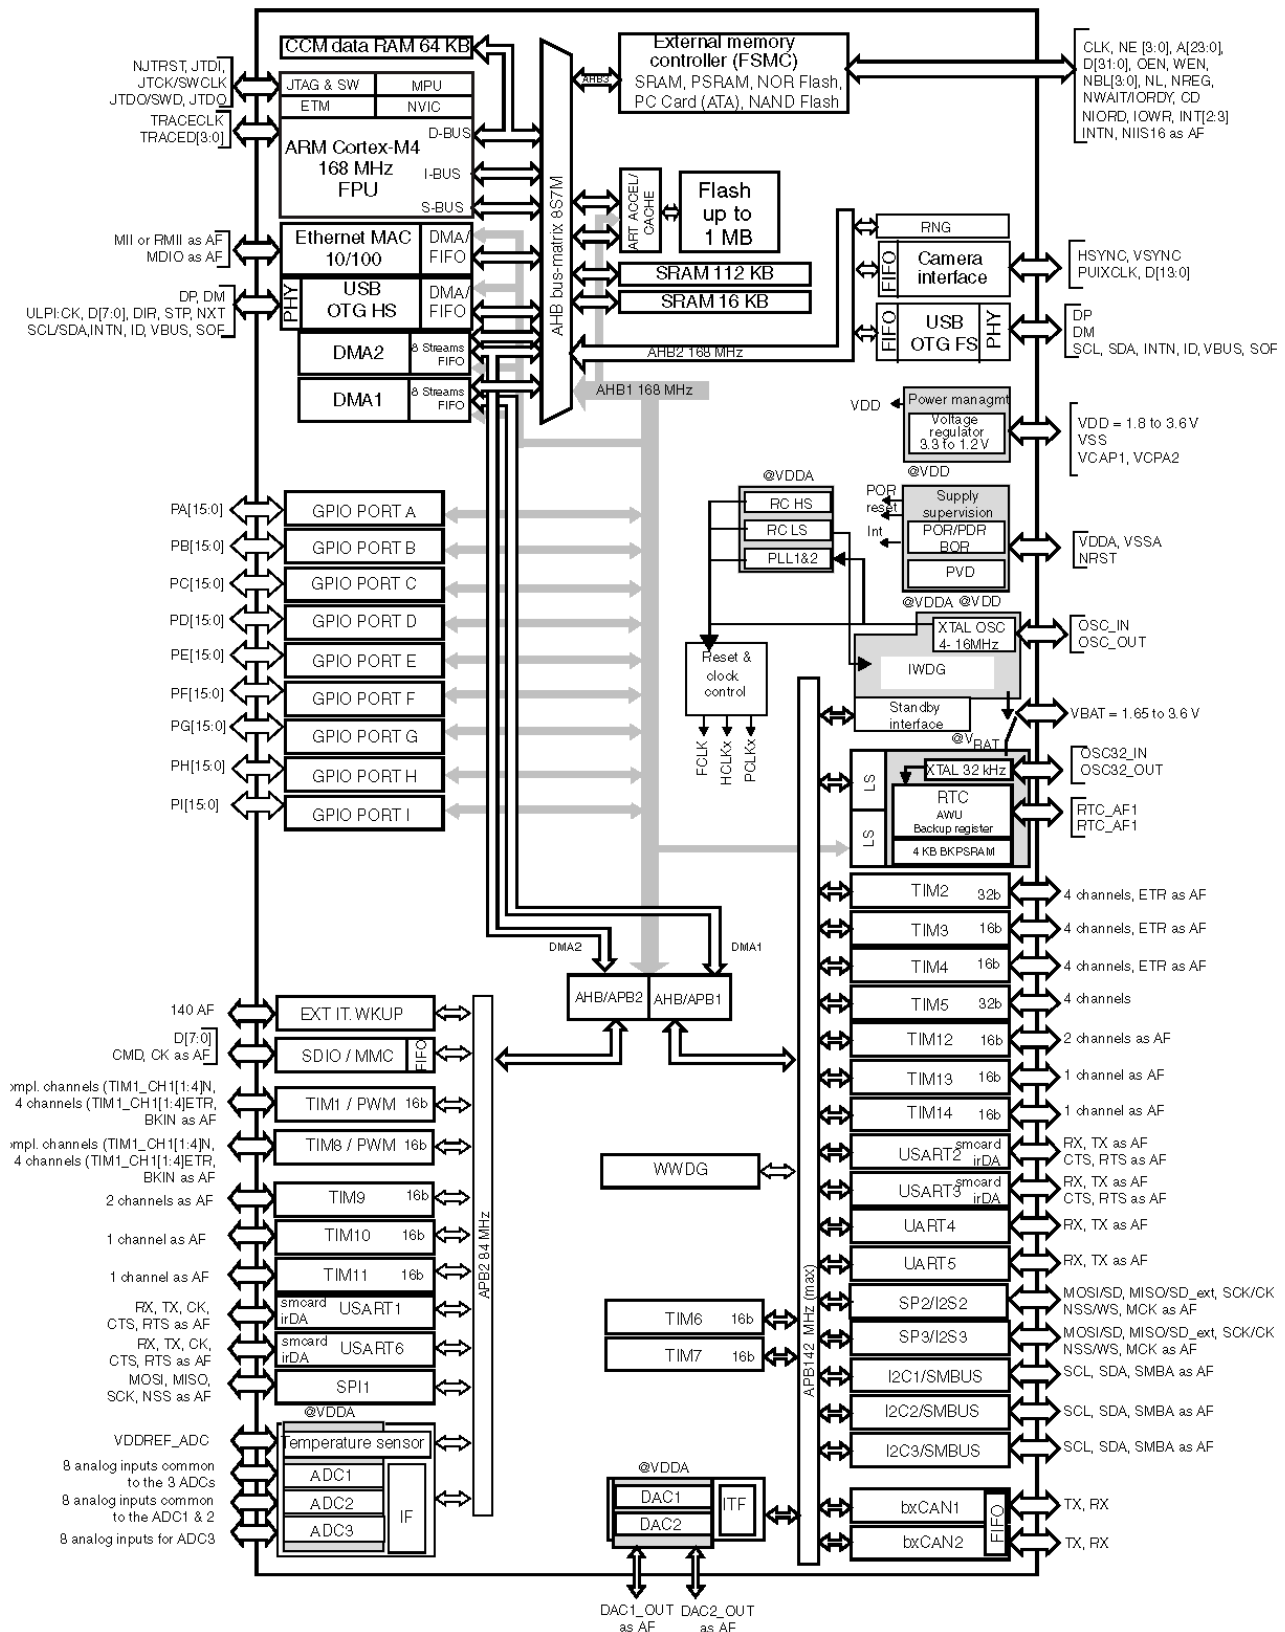 CCM data RAM 64 KB
External memory
controller (FSMC)
SRAM, PSRAM, NOR Flash,
PC Card (ATA), NAND Flash
AHB3
CLK, NE [3:0], A[23:0],
D[31:0], OEN, WEN,
NBL[3:0], NL, NREG,
NWAIT/IORDY, CD
NIORD, IOWR, INT[2:3]
INTN, NIIS16 as AF
NJTRST, JTDI,
JTCK/SWCLK
JTDO/SWD, JTDO
TRACECLK
TRACED[3:0]
JTAG & SW
MPU
ETM
NVIC
ARM Cortex-M4
168 MHz
FPU
D-BUS
I-BUS
S-BUS
AHB bus-matrix 8S7M
ART ACCEL/
CACHE
Flash
up to
1 MB
SRAM 112 KB
SRAM 16 KB
AHB2 168 MHz
AHB1 168 MHz
MII or RMII as AF
MDIO as AF
Ethernet MAC
10/100
DMA/
FIFO
DP, DM
ULPI:CK, D[7:0], DIR, STP, NXT
SCL/SDA,INTN, ID, VBUS, SOF
PHY
USB
OTG HS
DMA/
FIFO
DMA2
8 Streams
FIFO
DMA1
8 Streams
FIFO
RNG
FIFO
Camera
interface
HSYNC, VSYNC
PUIXCLK, D[13:0]
FIFO
USB
OTG FS
PHY
DP
DM
SCL, SDA, INTN, ID, VBUS, SOF
VDD
Power managmt
Voltage
regulator
3.3 to 1.2 V
VDD = 1.8 to 3.6 V
VSS
VCAP1, VCPA2
@VDD
@VDDA
RC HS
RC LS
PLL1&2
POR
reset
Int
Supply
supervision
POR/PDR
BOR
PVD
VDDA, VSSA
NRST
@VDDA @VDD
XTAL OSC
4- 16MHz
OSC_IN
OSC_OUT
IWDG
Reset &
clock
control
FCLK
HCLKx
PCLKx
Standby
interface
VBAT = 1.65 to 3.6 V
@VBAT
LS
LS
XTAL 32 kHz
OSC32_IN
OSC32_OUT
RTC
AWU
Backup register
4 KB BKPSRAM
RTC_AF1
RTC_AF1
PA[15:0]
GPIO PORT A
PB[15:0]
GPIO PORT B
PC[15:0]
GPIO PORT C
PD[15:0]
GPIO PORT D
PE[15:0]
GPIO PORT E
PF[15:0]
GPIO PORT F
PG[15:0]
GPIO PORT G
PH[15:0]
GPIO PORT H
PI[15:0]
GPIO PORT I
DMA2
DMA1
AHB/APB2
AHB/APB1
TIM2 32b
4 channels, ETR as AF
TIM3 16b
4 channels, ETR as AF
TIM4 16b
4 channels, ETR as AF
TIM5 32b
4 channels
TIM12 16b
2 channels as AF
TIM13 16b
1 channel as AF
TIM14 16b
1 channel as AF
USART2 smcard
irDA
RX, TX as AF
CTS, RTS as AF
USART3 smcard
irDA
RX, TX as AF
CTS, RTS as AF
UART4
RX, TX as AF
UART5
RX, TX as AF
SP2/I2S2
MOSI/SD, MISO/SD_ext, SCK/CK
NSS/WS, MCK as AF
SP3/I2S3
MOSI/SD, MISO/SD_ext, SCK/CK
NSS/WS, MCK as AF
I2C1/SMBUS
SCL, SDA, SMBA as AF
I2C2/SMBUS
SCL, SDA, SMBA as AF
I2C3/SMBUS
SCL, SDA, SMBA as AF
bxCAN1
TX, RX
bxCAN2
TX, RX
FIFO
APB142 MHz (max)
WWDG
TIM6 16b
TIM7 16b
@VDDA
DAC1
DAC2
ITF
DAC1_OUT
as AF
DAC2_OUT
as AF
140 AF
EXT IT. WKUP
D[7:0]
CMD, CK as AF
SDIO / MMC
FIFO
ompl. channels (TIM1_CH1[1:4]N,
4 channels (TIM1_CH1[1:4]ETR,
BKIN as AF
TIM1 / PWM 16b
ompl. channels (TIM1_CH1[1:4]N,
4 channels (TIM1_CH1[1:4]ETR,
BKIN as AF
TIM8 / PWM 16b
2 channels as AF
TIM9 16b
1 channel as AF
TIM10 16b
1 channel as AF
TIM11 16b
RX, TX, CK,
CTS, RTS as AF
smcard
irDA USART1
RX, TX, CK,
CTS, RTS as AF
smcard
irDA USART6
MOSI, MISO,
SCK, NSS as AF
SPI1
APB2 84 MHz
@VDDA
VDDREF_ADC
Temperature sensor
8 analog inputs common
to the 3 ADCs
ADC1
8 analog inputs common
to the ADC1 & 2
ADC2
8 analog inputs for ADC3
ADC3
IF